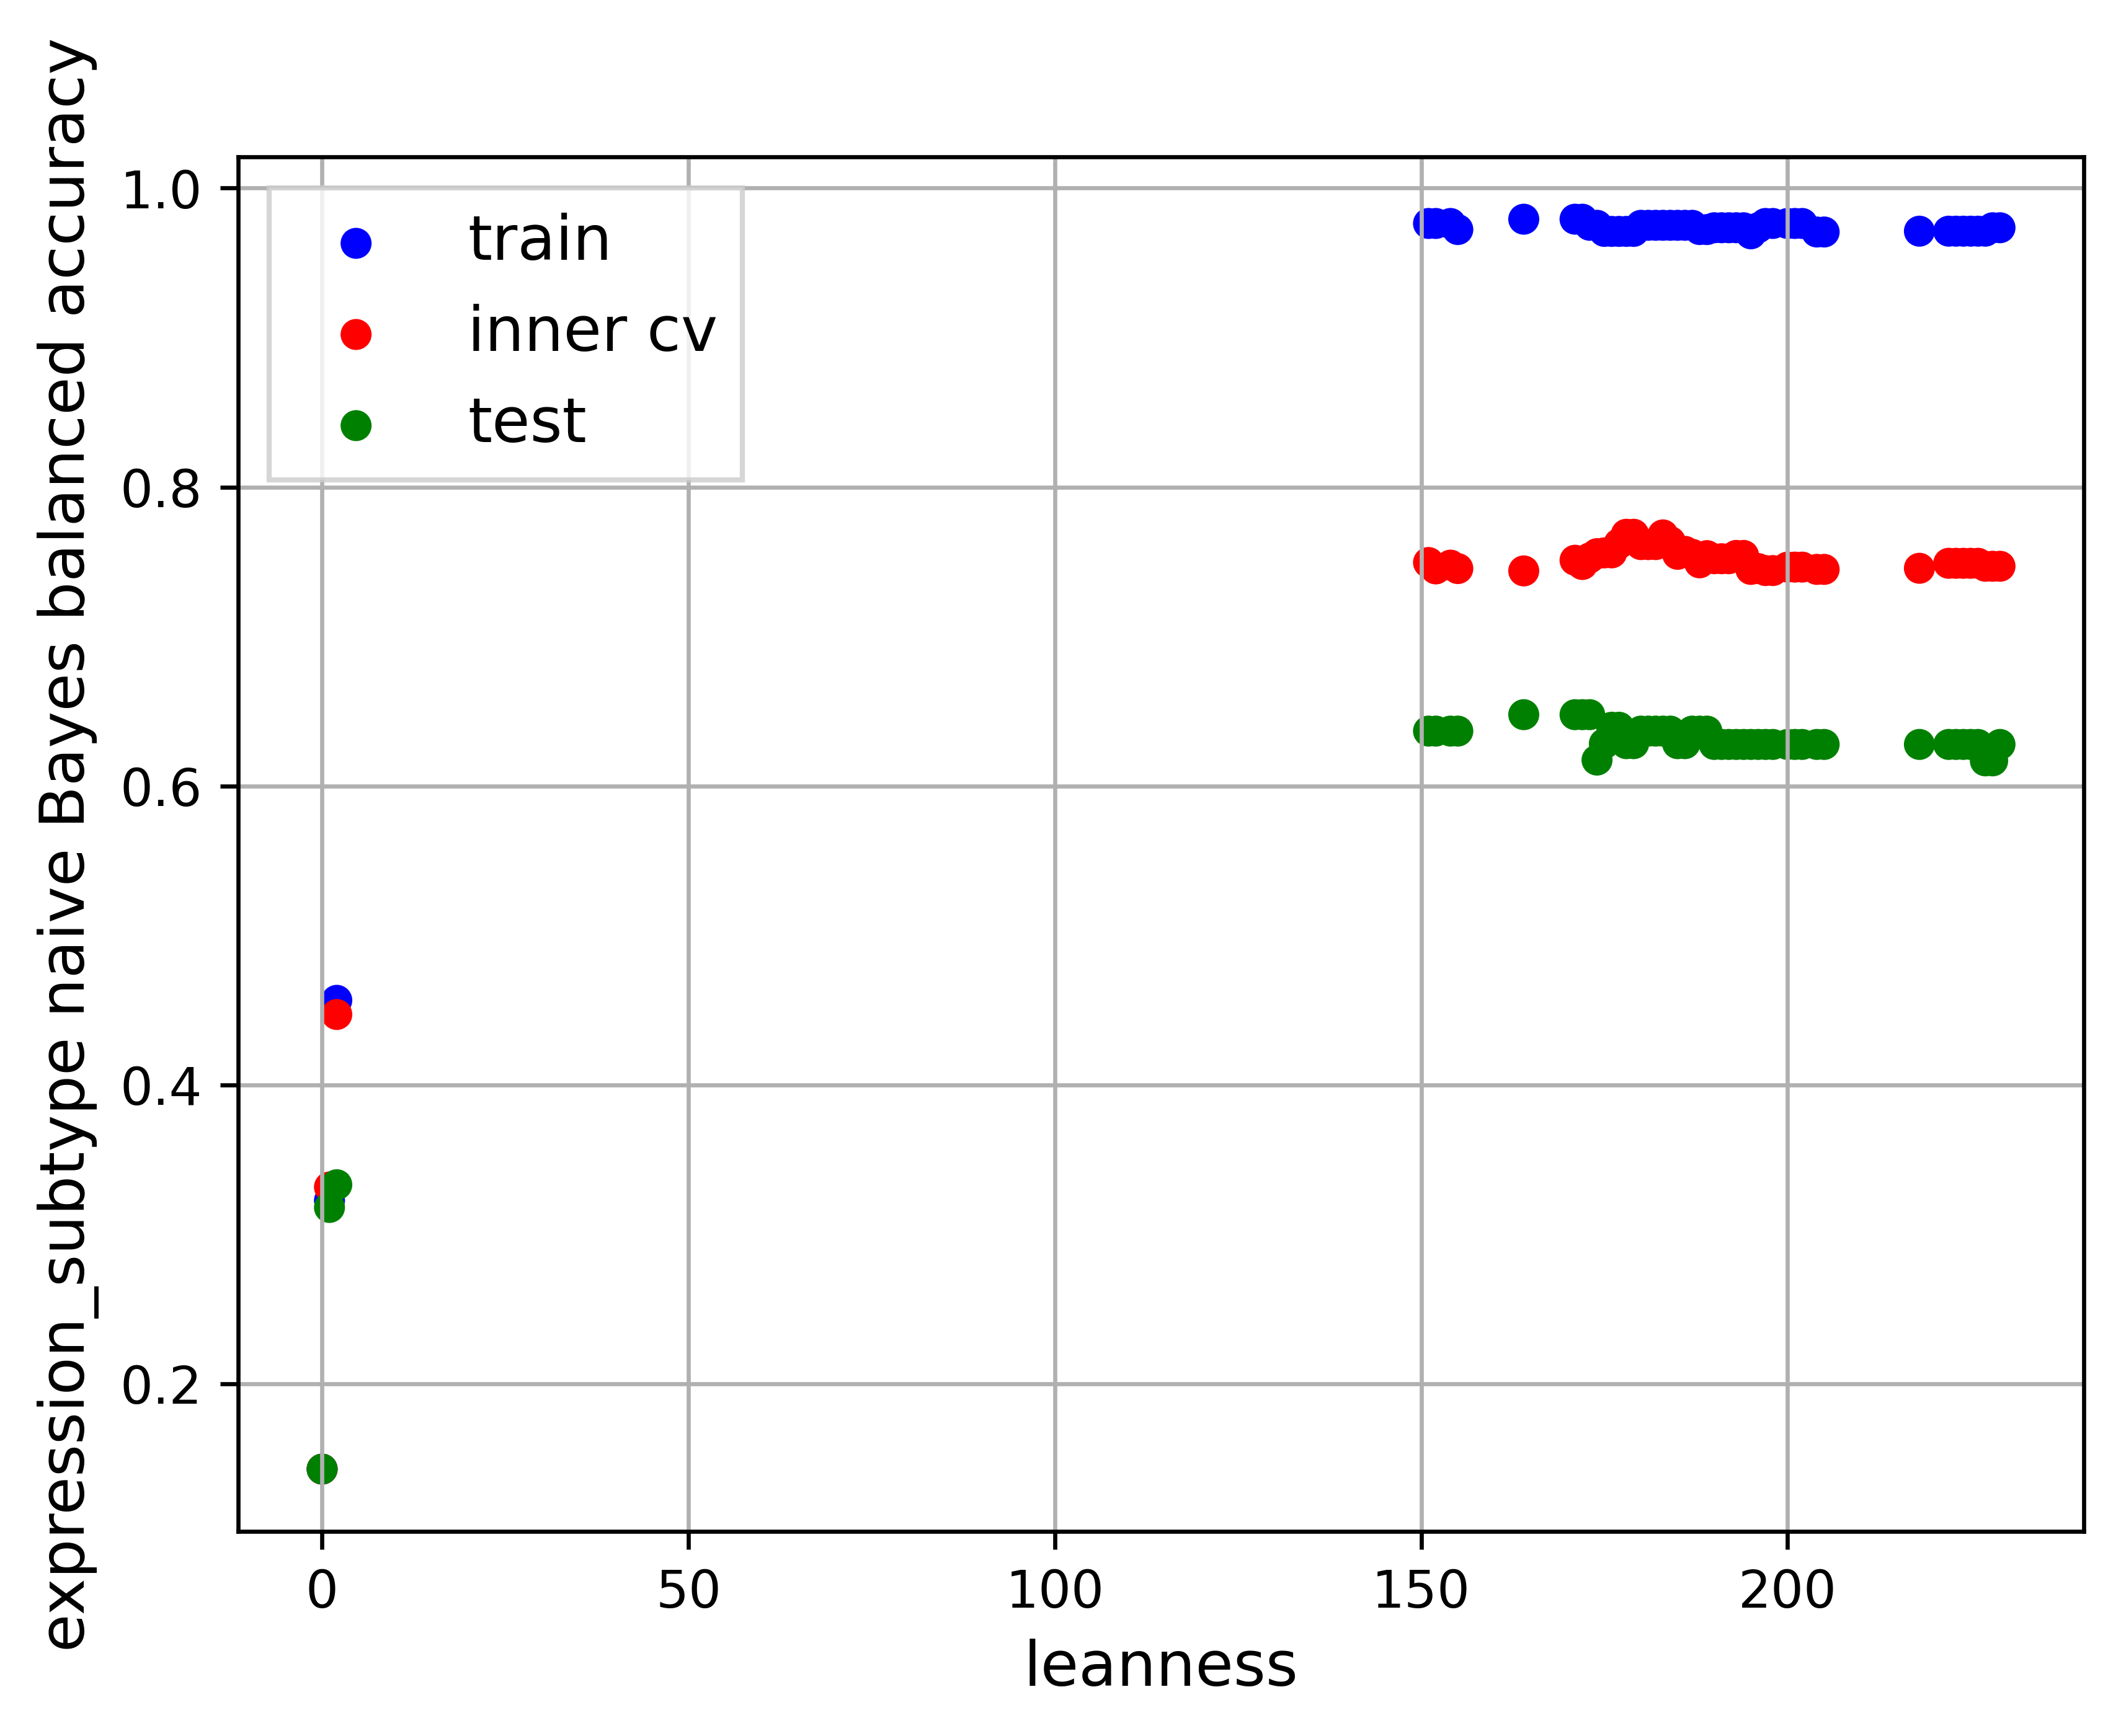 expression_subtype naive Bayes balanced accuracy
1.0
0.8
0.6
0.4
0.2
train
inner cv
test
0 50 100 150 200
leanness